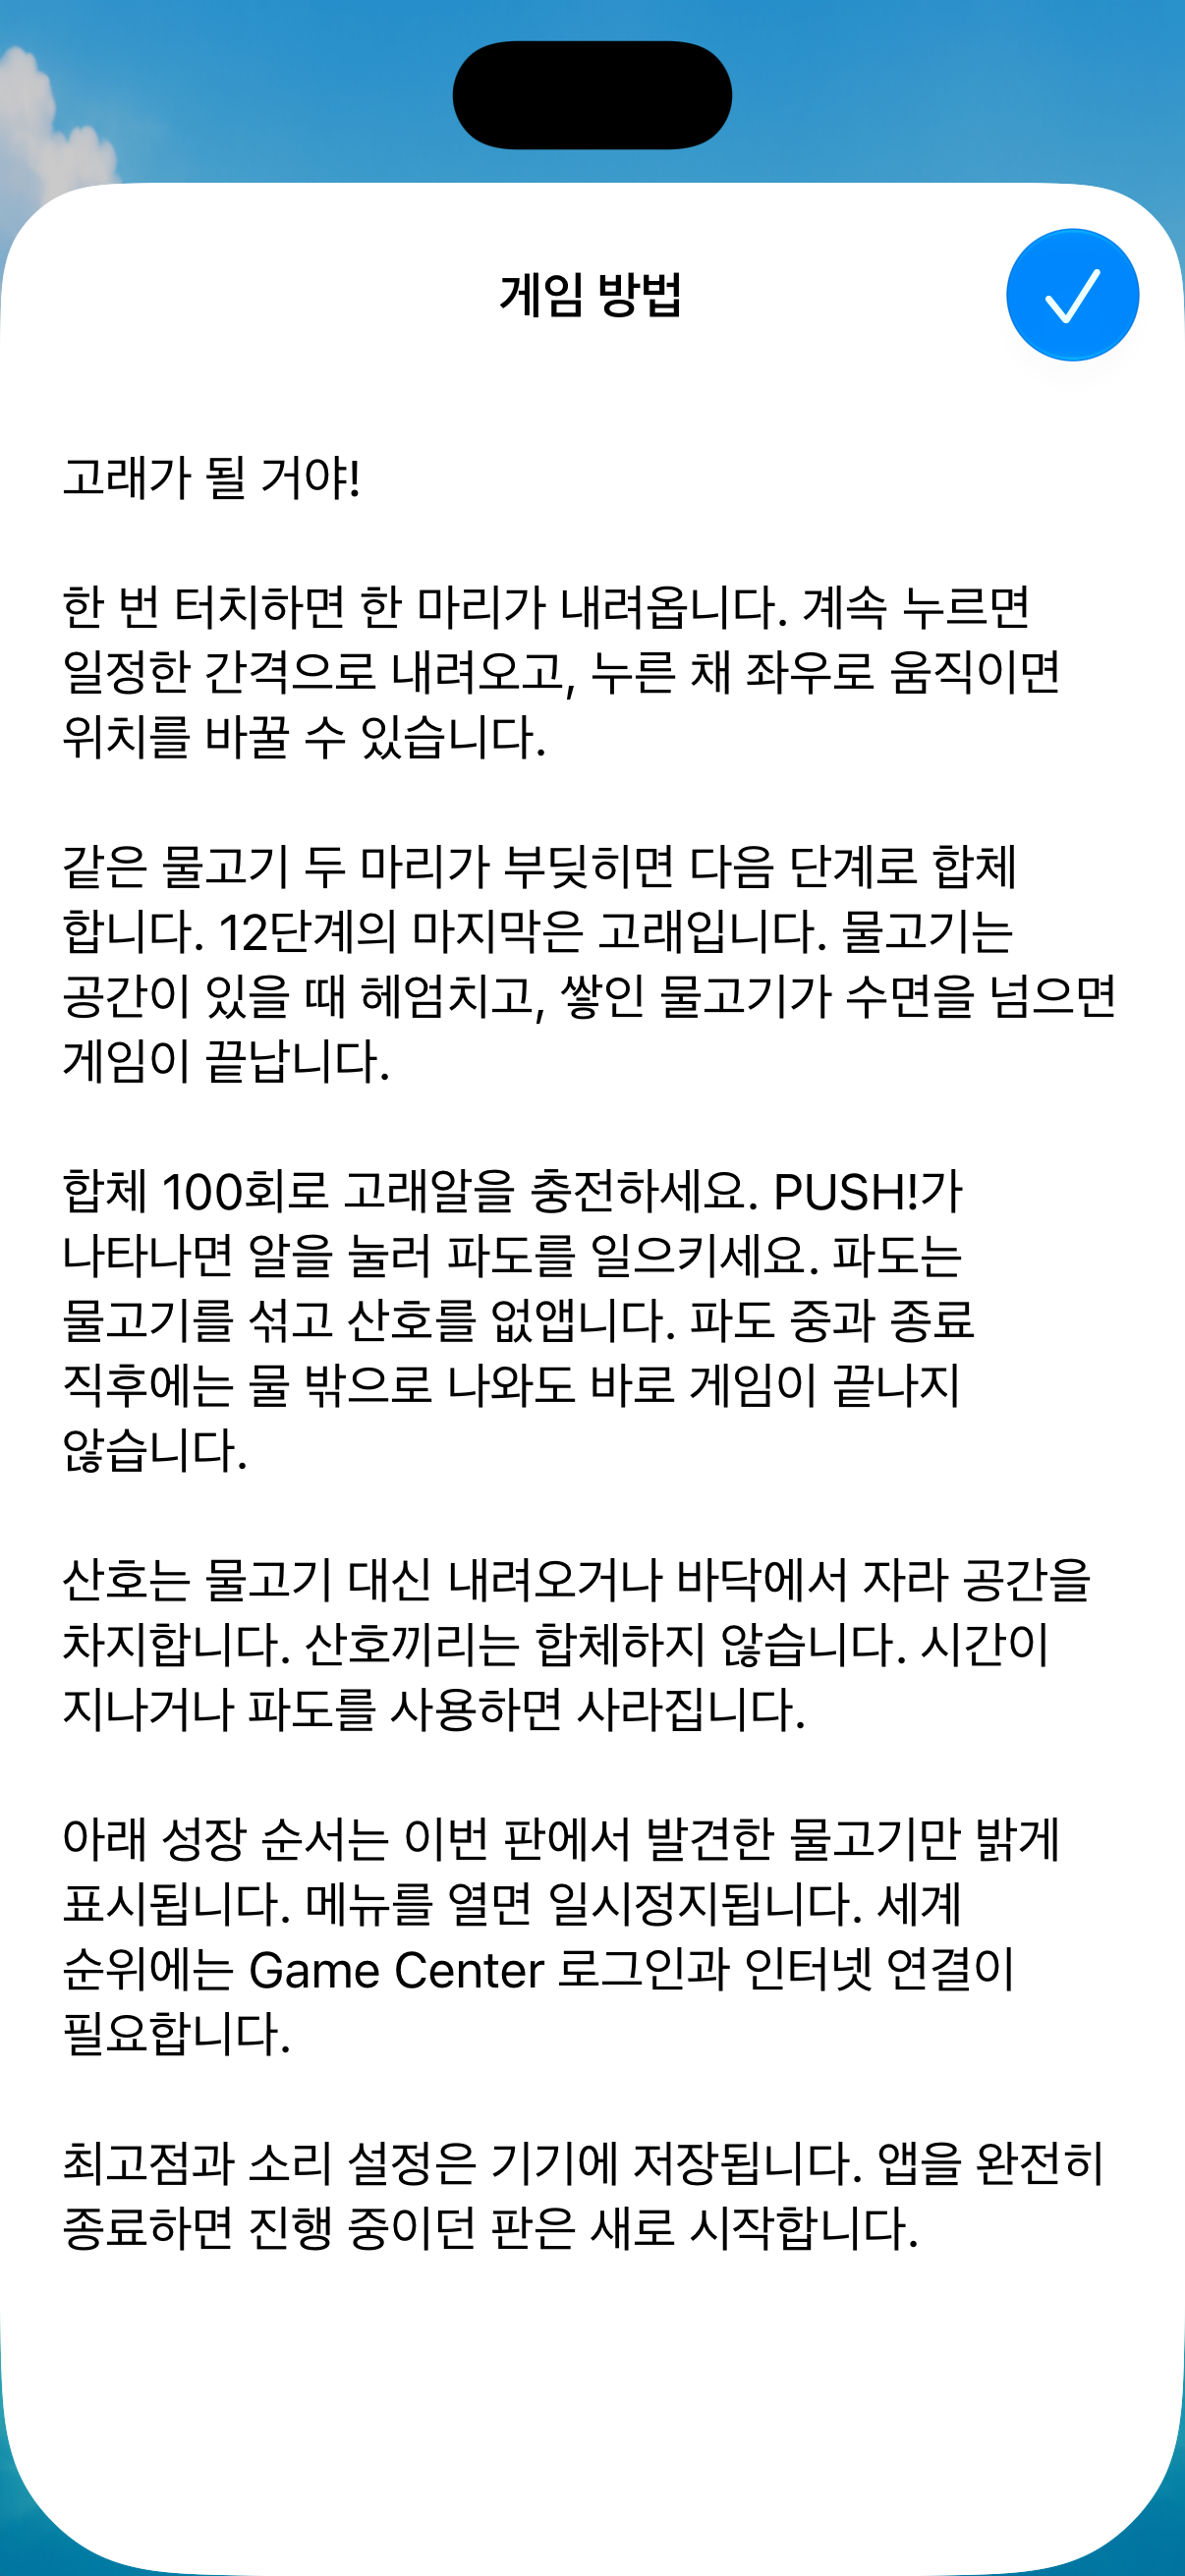 게임 방법
고래가 될 거야!
한 번 터치하면 한 마리가 내려옵니다. 계속 누르면
일정한 간격으로 내려오고, 누른 채 좌우로 움직이면
위치를 바꿀 수 있습니다.
같은 물고기 두 마리가 부딪히면 다음 단계로 합체
합니다. 12단계의 마지막은 고래입니다. 물고기는
공간이 있을 때 헤엄치고, 쌓인 물고기가 수면을 넘으면
게임이 끝납니다.
합체 100회로 고래알을 충전하세요. PUSH!가
나타나면 알을 눌러 파도를 일으키세요. 파도는
물고기를 섞고 산호를 없앱니다. 파도 중과 종료
직후에는 물 밖으로 나와도 바로 게임이 끝나지
않습니다.
산호는 물고기 대신 내려오거나 바닥에서 자라 공간을
차지합니다. 산호끼리는 합체하지 않습니다. 시간이
지나거나 파도를 사용하면 사라집니다.
아래 성장 순서는 이번 판에서 발견한 물고기만 밝게
표시됩니다. 메뉴를 열면 일시정지됩니다. 세계
순위에는 Game Center 로그인과 인터넷 연결이
필요합니다.
최고점과 소리 설정은 기기에 저장됩니다. 앱을 완전히
종료하면 진행 중이던 판은 새로 시작합니다.